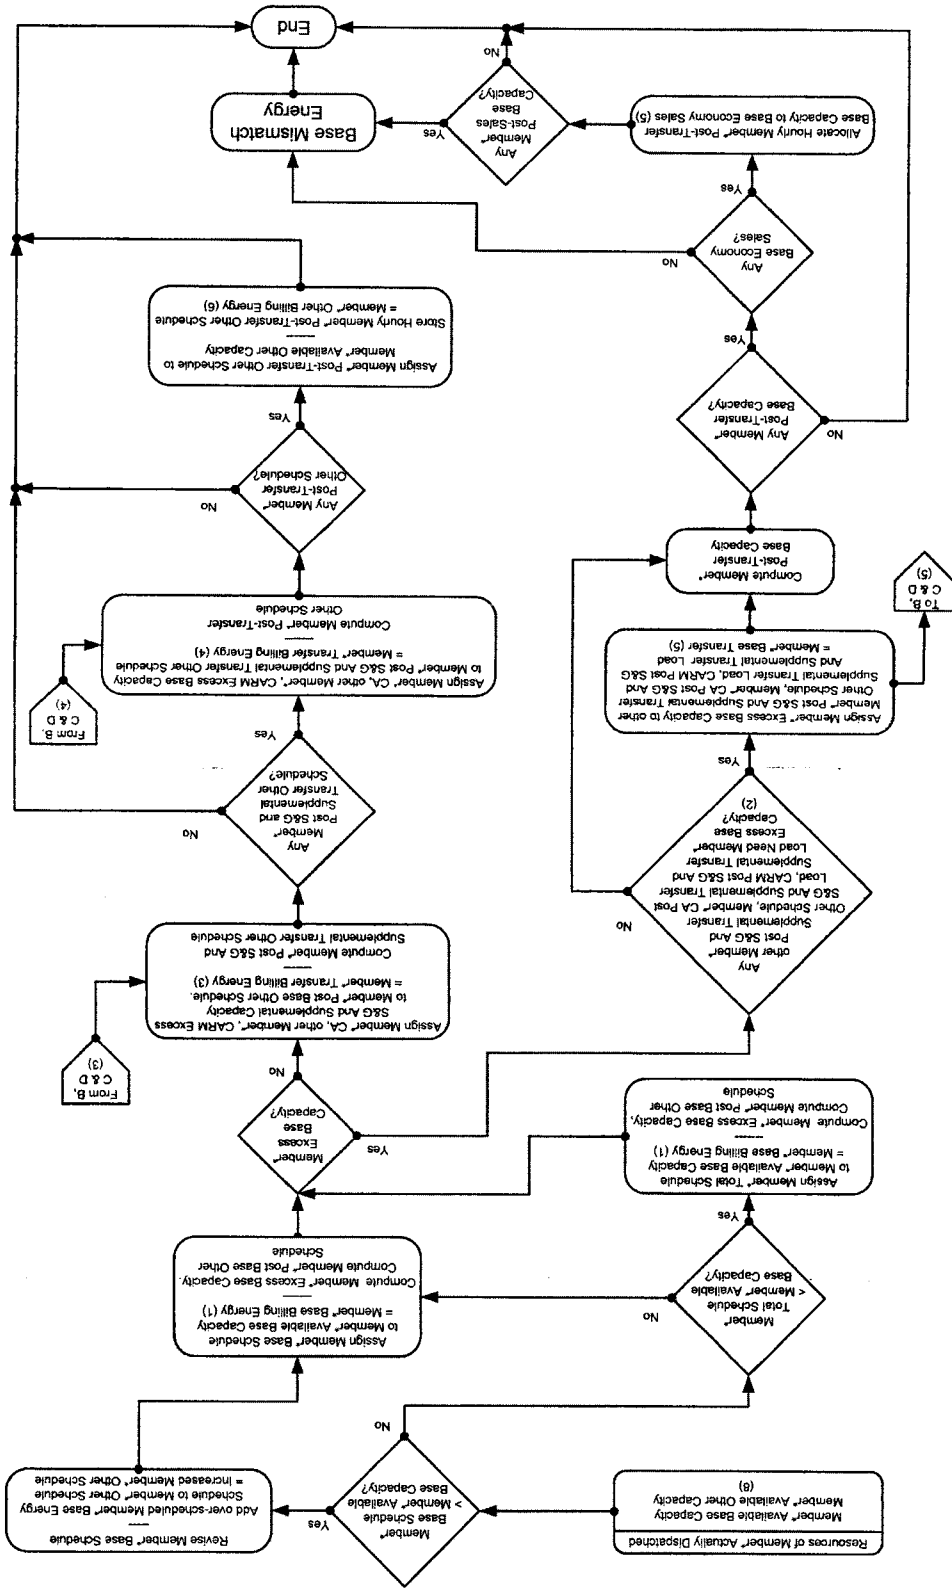 Resources of Member* Actually Dispatched
Member* Available Base Capacity
Member* Available Other Capacity
(8)
Member*
Base Schedule
> Member* Available
Base Capacity?
Yes
No
Revise Member* Base Schedule
Add over-scheduled Member* Base Energy
Schedule to Member* Other Schedule
= Increased Member* Other Schedule
Member*
Total Schedule
< Member* Available
Base Capacity?
No
Yes
Assign Member* Base Schedule
to Member* Available Base Capacity
= Member* Base Billing Energy (1)
Compute Member* Excess Base Capacity.
Compute Member* Post Base Other
Schedule
Assign Member* Total Schedule
to Member* Available Base Capacity
= Member* Base Billing Energy (1)
Compute Member* Excess Base Capacity,
Compute Member* Post Base Other
Schedule
Member*
Excess
Base
Capacity?
Yes
No
From B,
C & D
(3)
Assign Member* CA, other Member*, CARM Excess
S&G And Supplemental Capacity
to Member* Post Base Other Schedule.
= Member* Transfer Billing Energy (3)
Compute Member* Post S&G And
Supplemental Transfer Other Schedule
Any
other Member*
Post S&G And
Supplemental Transfer
Other Schedule, Member* CA Post
S&G And Supplemental Transfer
Load, CARM Post S&G And
Supplemental Transfer
Load Need Member*
Excess Base
Capacity?
(2)
No
Yes
Any
Member*
Post S&G and
Supplemental
Transfer Other
Schedule?
No
Yes
From B,
C & D
(4)
Assign Member* CA, other Member*, CARM Excess Base Capacity
to Member* Post S&G And Supplemental Transfer Other Schedule
= Member* Transfer Billing Energy (4)
Compute Member* Post-Transfer
Other Schedule
Assign Member* Excess Base Capacity to other
Member* Post S&G And Supplemental Transfer
Other Schedule, Member* CA Post S&G And
Supplemental Transfer Load, CARM Post S&G
And Supplemental Transfer Load
= Member* Base Transfer (5)
To B,
C & D
(5)
Compute Member*
Post-Transfer
Base Capacity
Any Member*
Post-Transfer
Other Schedule?
No
Yes
Any Member*
Post-Transfer
Base Capacity?
No
Yes
Assign Member* Post-Transfer Other Schedule to
Member* Available Other Capacity
Store Hourly Member* Post-Transfer Other Schedule
= Member* Other Billing Energy (6)
Any
Base Economy
Sales?
No
Yes
Allocate Hourly Member* Post-Transfer
Base Capacity to Base Economy Sales (5)
Any
Member*
Post-Sales
Base
Capacity?
Yes
No
Base Mismatch
Energy
End